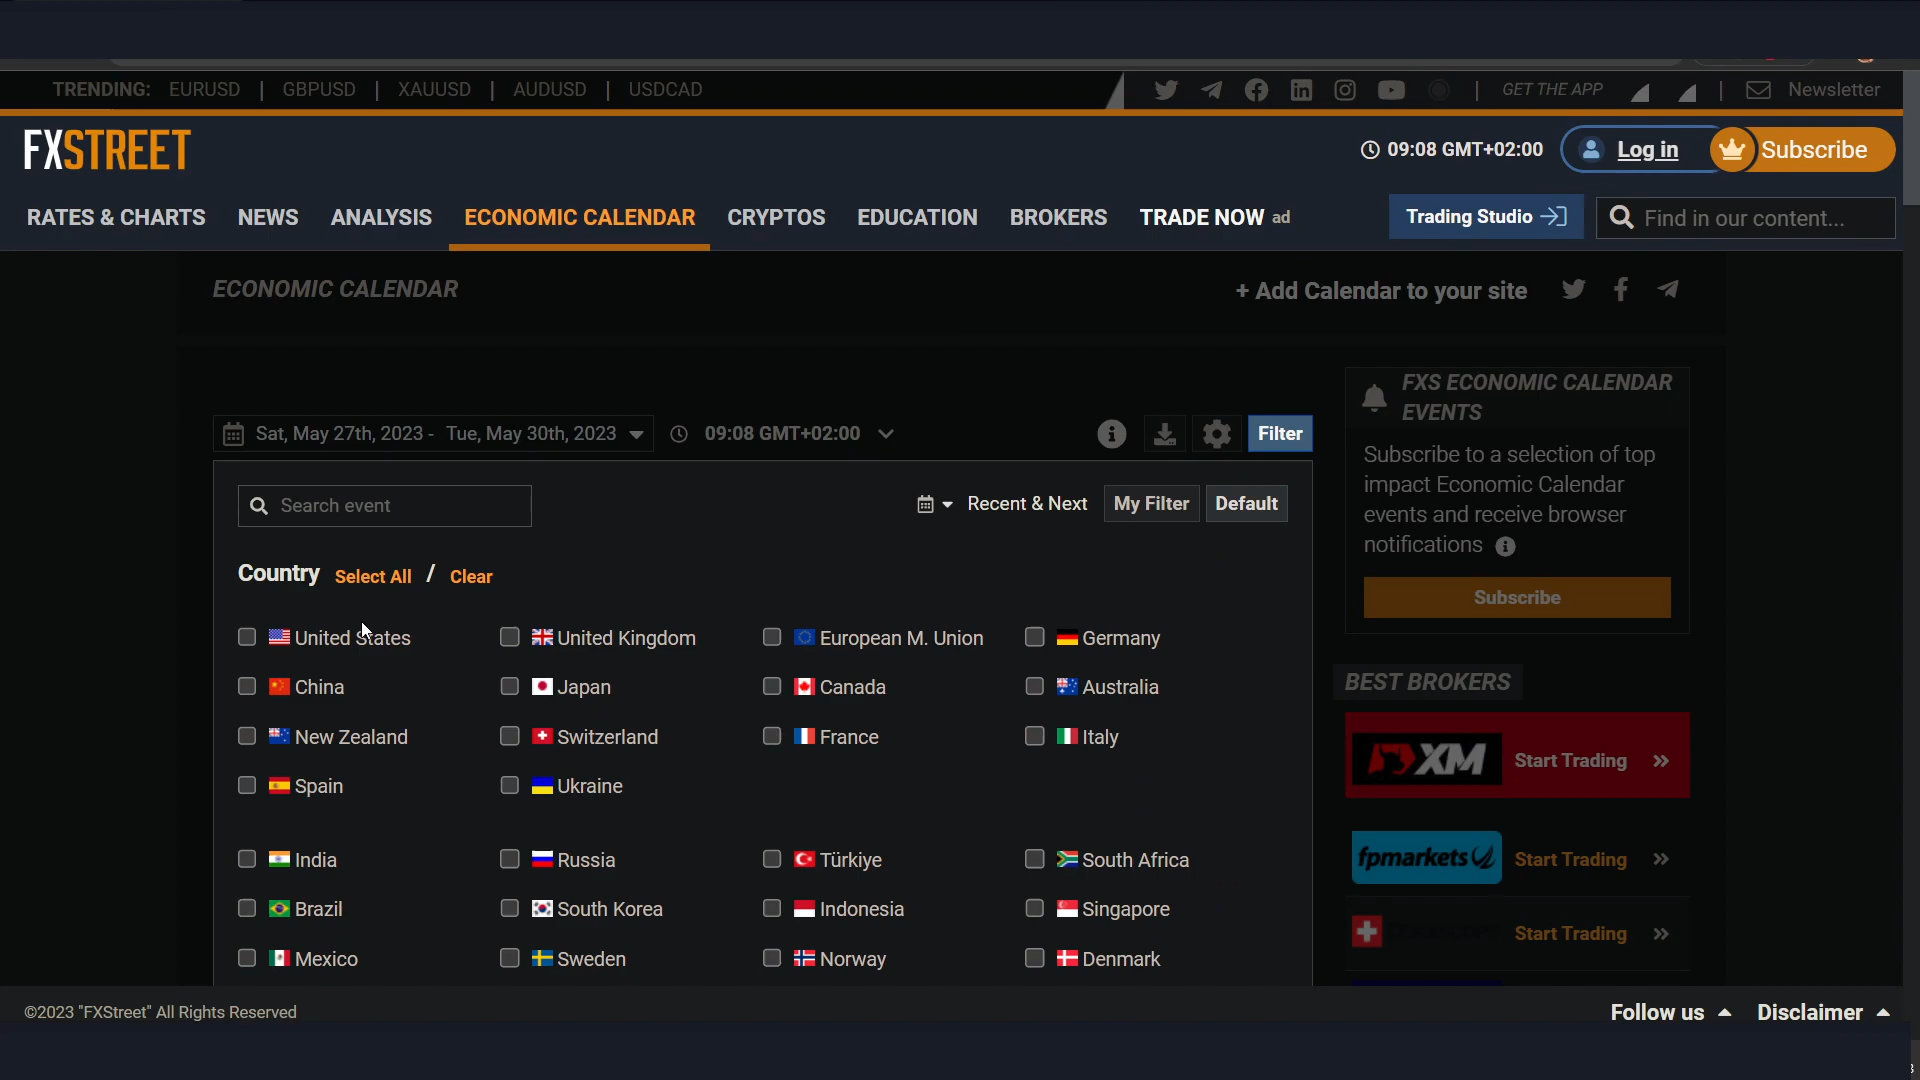 TRENDING: EURUSD | GBPUSD | XAUUSD | AUDUSD | USDCAD | GET THE APP | Newsletter
FXSTREET 09:08 GMT+02:00 Log in Subscribe
RATES & CHARTS NEWS ANALYSIS ECONOMIC CALENDAR CRYPTOS EDUCATION BROKERS TRADE NOW ad Trading Studio Find in our content...
ECONOMIC CALENDAR + Add Calendar to your site
Sat, May 27th, 2023 - Tue, May 30th, 2023 09:08 GMT+02:00 Filter
Search event Recent & Next My Filter Default
Country Select All / Clear
United States United Kingdom European M. Union Germany
China Japan Canada Australia
New Zealand Switzerland France Italy
Spain Ukraine
India Russia Türkiye South Africa
Brazil South Korea Indonesia Singapore
Mexico Sweden Norway Denmark
FXS ECONOMIC CALENDAR
EVENTS
Subscribe to a selection of top
impact Economic Calendar
events and receive browser
notifications
Subscribe
BEST BROKERS
XM Start Trading
fpmarkets Start Trading
Start Trading
©2023 "FXStreet" All Rights Reserved Follow us Disclaimer